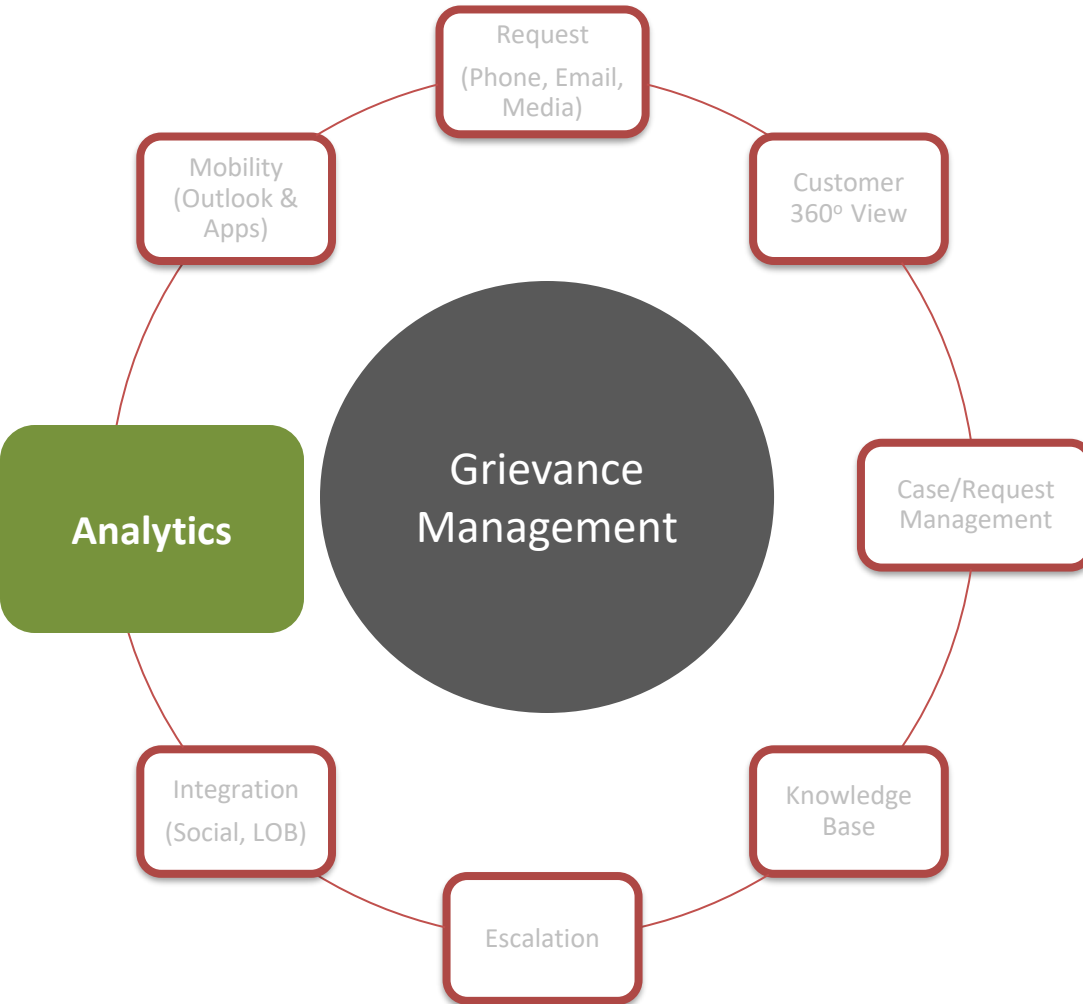 Request
(Phone, Email,
Media)
Mobility
(Outlook &
Apps)
Customer
360º View
Analytics
Grievance
Management
Case/Request
Management
Integration
(Social, LOB)
Knowledge
Base
Escalation